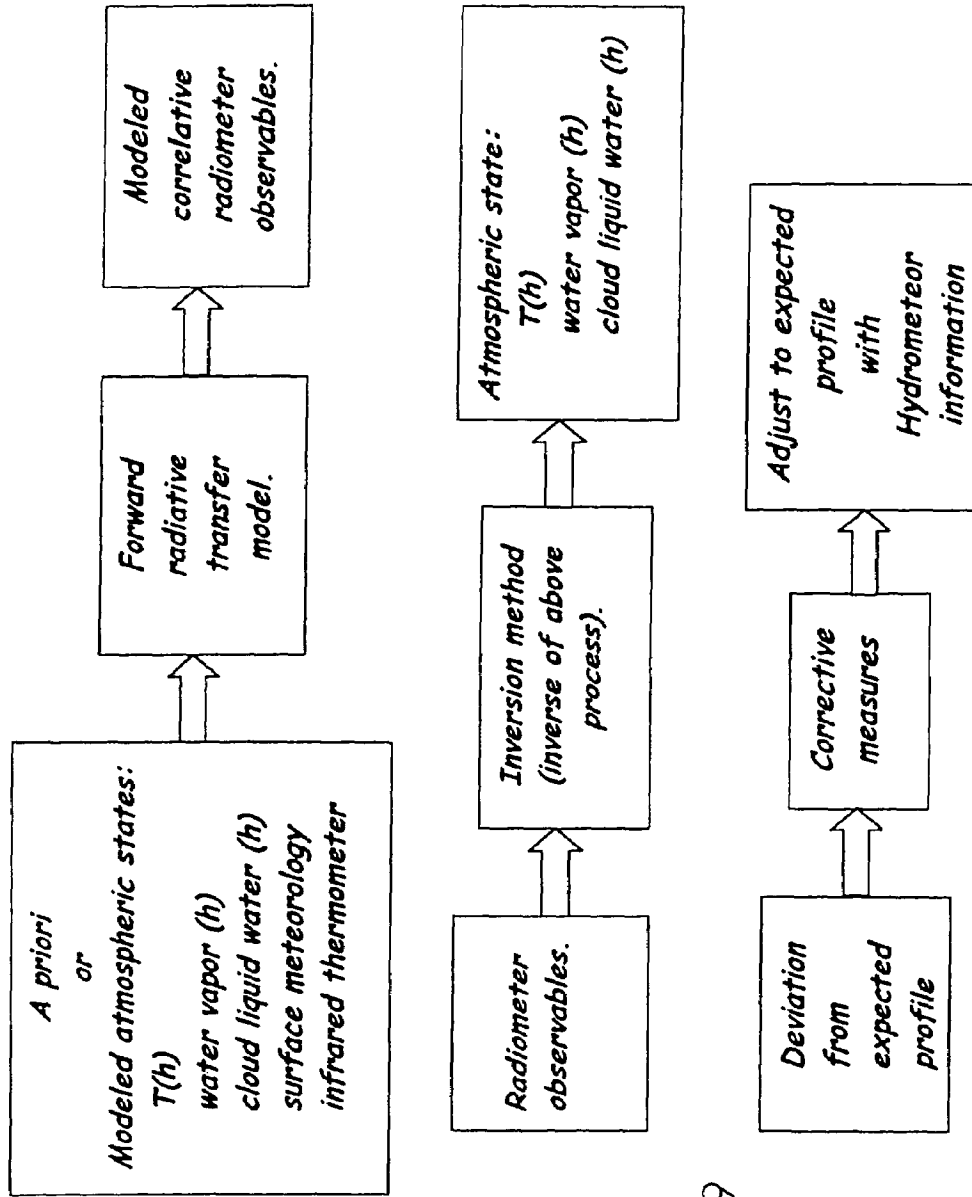 A priori
or
Modeled atmospheric states:
T(h)
water vapor (h)
cloud liquid water (h)
surface meteorology
infrared thermometer
Forward
radiative
transfer
model.
Modeled
correlative
radiometer
observables.
Radiometer
observables.
Inversion method
(inverse of above
process).
Atmospheric state:
T(h)
water vapor (h)
cloud liquid water (h)
Deviation
from
expected
profile
Corrective
measures
Adjust to expected
profile
with
Hydrometeor
information